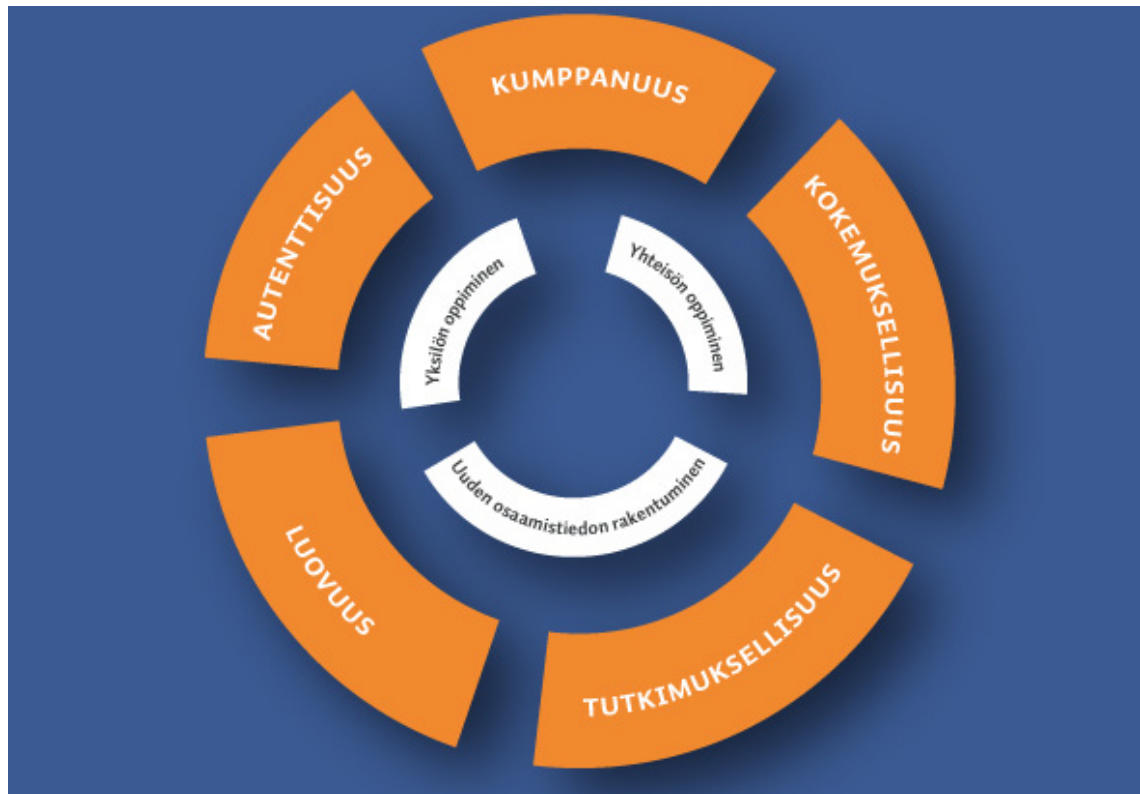 KUMPPANUUS
AUTENTTISUUS
KOKEMUKSELLISUUS
Yksilön oppiminen
Yhteisön oppiminen
Uuden osaamistiedon rakentuminen
LUOVUUS
TUTKIMUKSELLISUUS